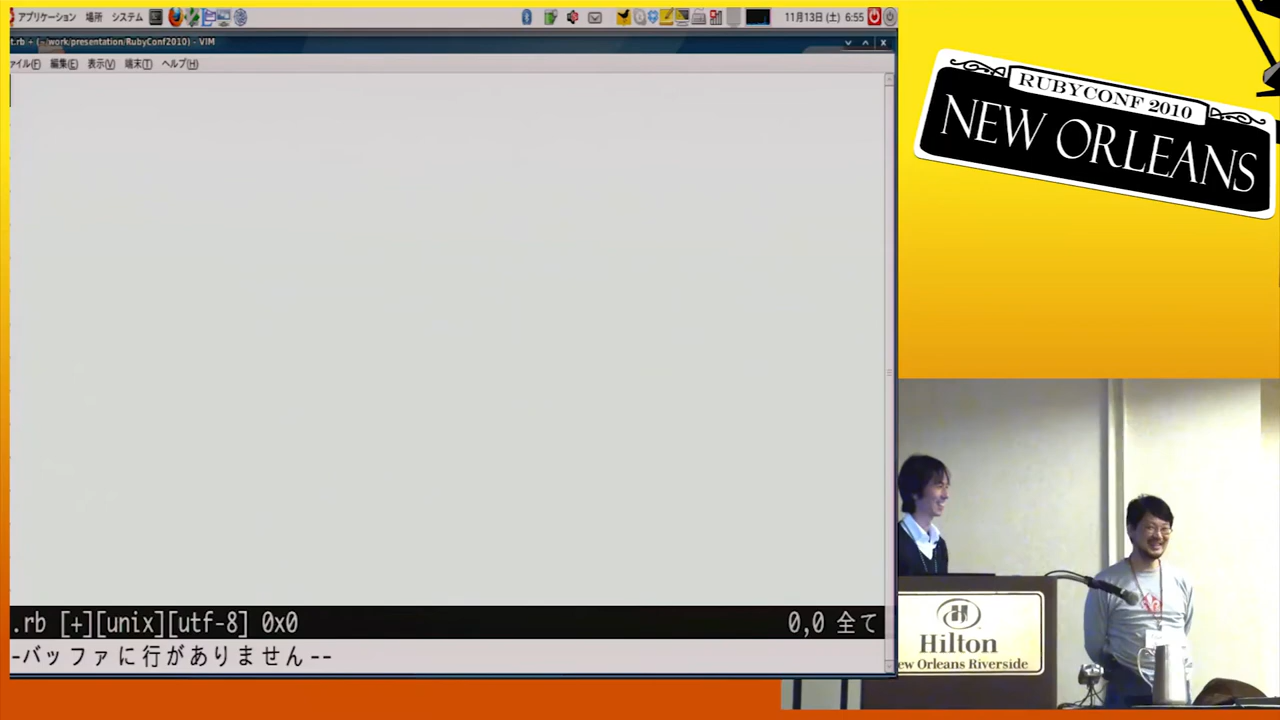 アプリケーション 場所 システム 11月13日 (土) 6:55
t.rb + (~/work/presentation/RubyConf2010) - VIM
ァイル(F) 編集(E) 表示(V) 端末(T) ヘルプ(H)
RUBYCONF 2010
NEW ORLEANS
.rb [+][unix][utf-8] 0x0 0,0 全て
-バッファに行がありません--
Hilton
ew Orleans Riverside